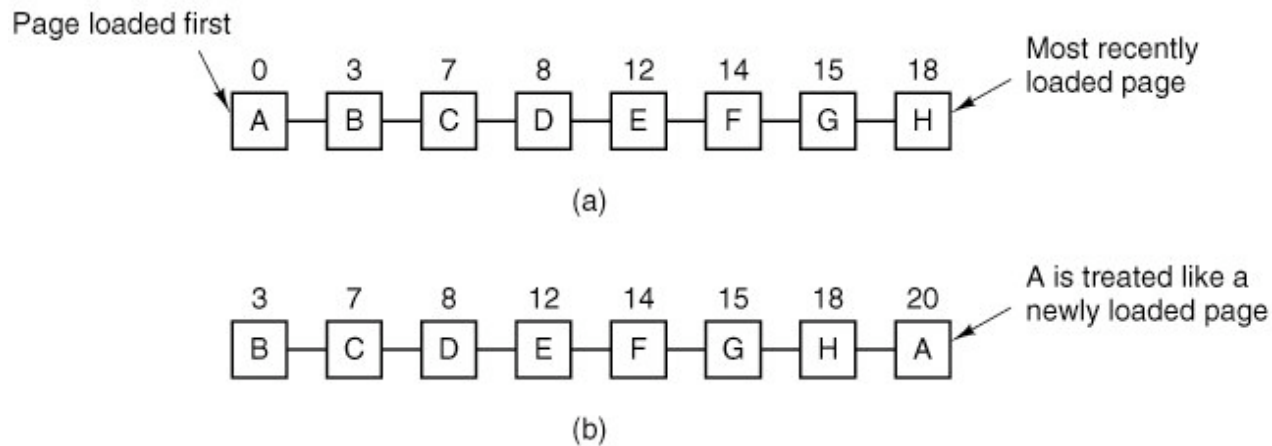 Page loaded first
0 3 7 8 12 14 15 18
A B C D E F G H
Most recently
loaded page
(a)
3 7 8 12 14 15 18 20
B C D E F G H A
A is treated like a
newly loaded page
(b)